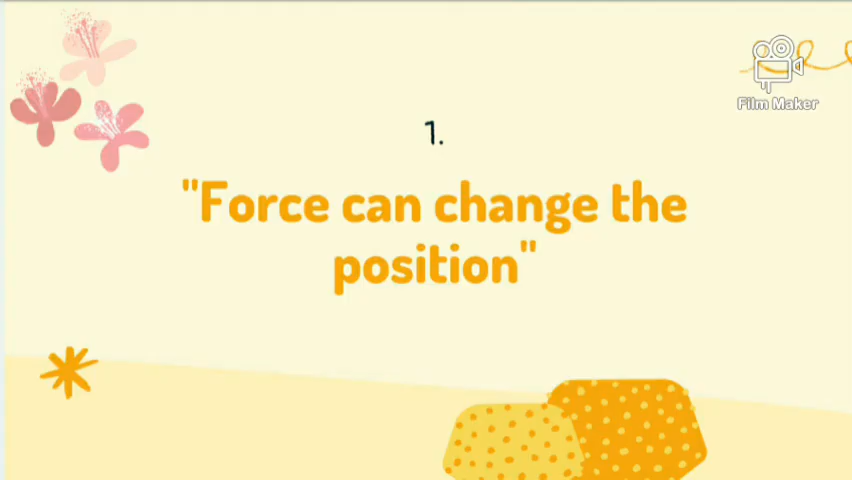 Film Maker
1.
"Force can change the
position"